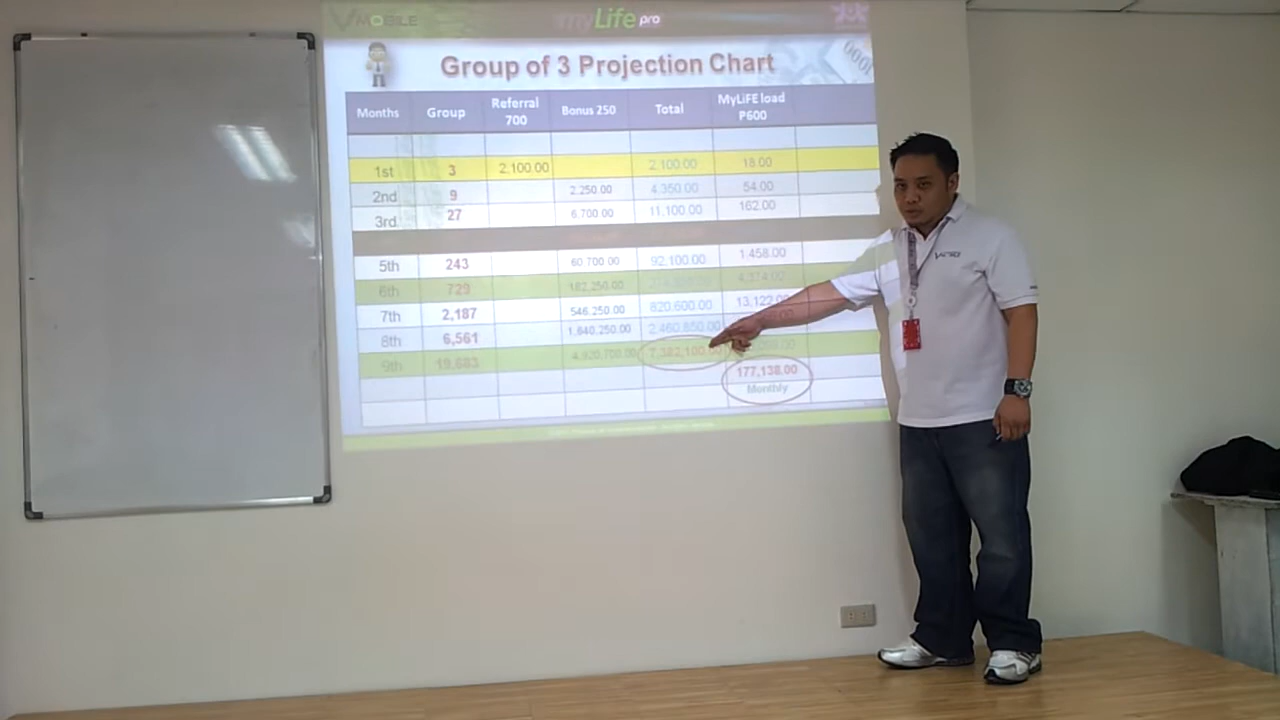 VMOBILE
myLife pro
Group of 3 Projection Chart
Months Group Referral 700 Bonus 250 Total MyLiFE load P600
1st 3 2,100.00 2,100.00 18.00
2nd 9 2,250.00 4,350.00 54.00
3rd 27 6,700.00 11,100.00 162.00
5th 243 60,700.00 92,100.00 1,458.00
6th 729 182,250.00 4,374.00
7th 2,187 546,250.00 820,600.00 13,122.00
8th 6,561 1,640,250.00 2,460,850.00
9th 19,683 4,920,700.00 7,382,100.
177,138.00
Monthly